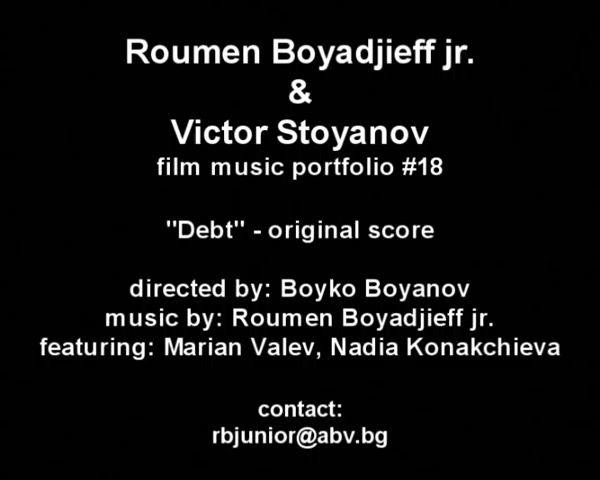 Roumen Boyadjieff jr.
&
Victor Stoyanov
film music portfolio #18
"Debt" - original score
directed by: Boyko Boyanov
music by: Roumen Boyadjieff jr.
featuring: Marian Valev, Nadia Konakchieva
contact:
rbjunior@abv.bg